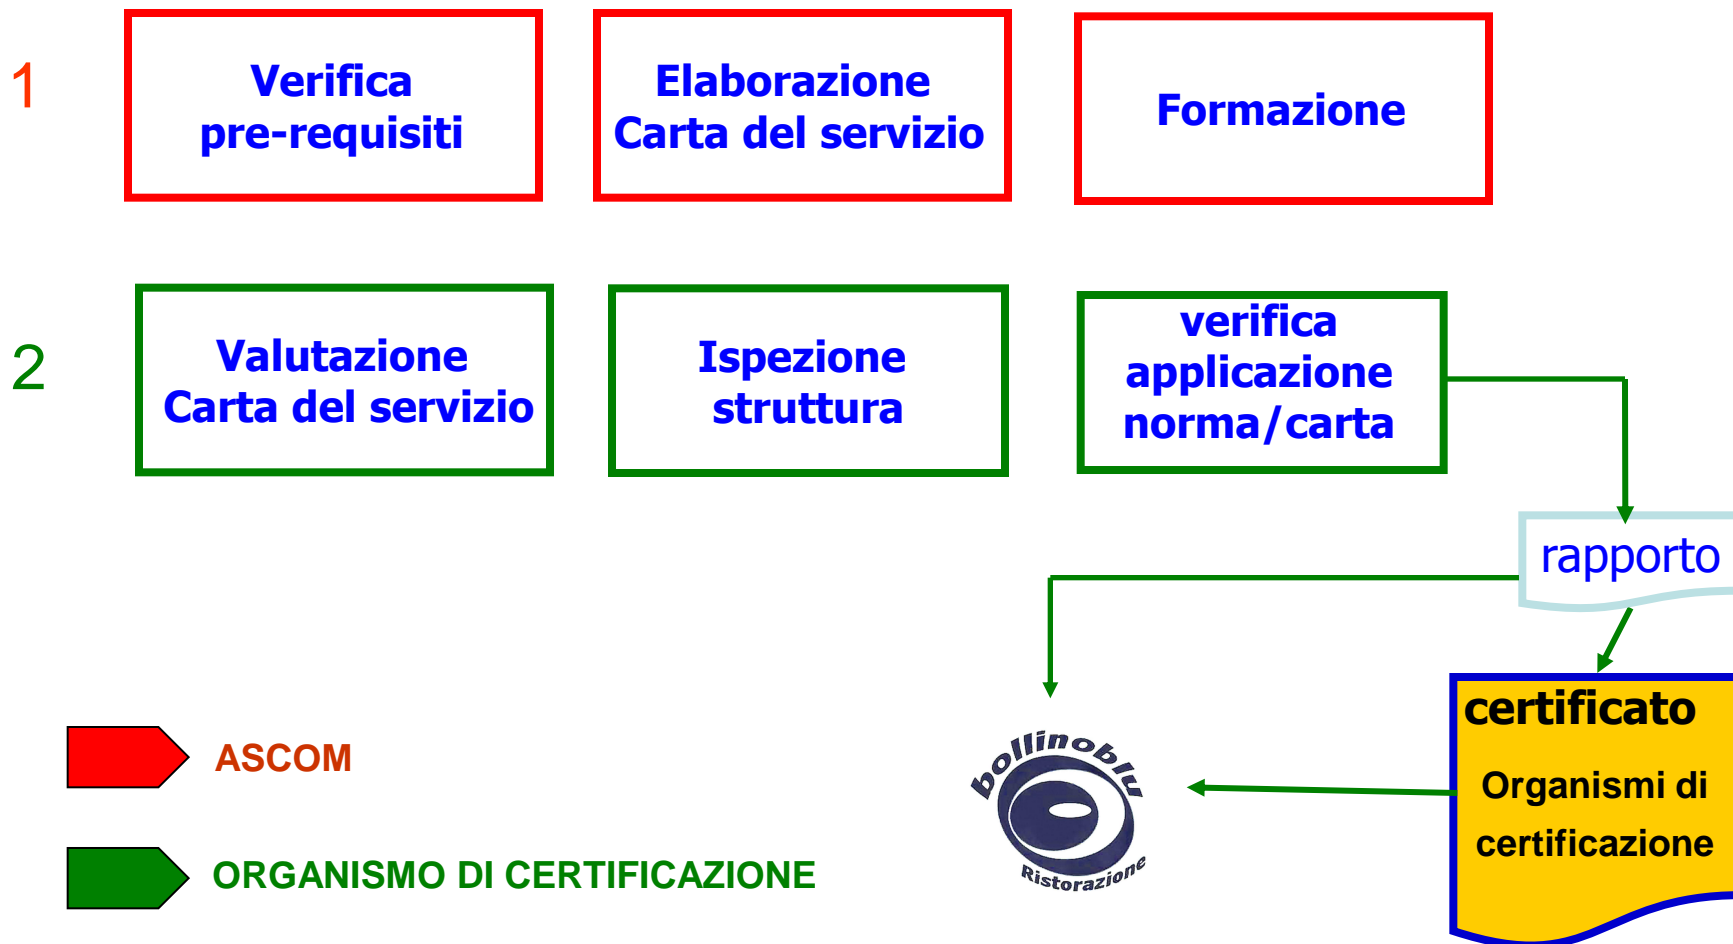 1
Verifica
pre-requisiti
Elaborazione
Carta del servizio
Formazione
2
Valutazione
Carta del servizio
Ispezione
struttura
verifica
applicazione
norma/carta
rapporto
certificato
Organismi di
certificazione
bollinoblu
Ristorazione
ASCOM
ORGANISMO DI CERTIFICAZIONE